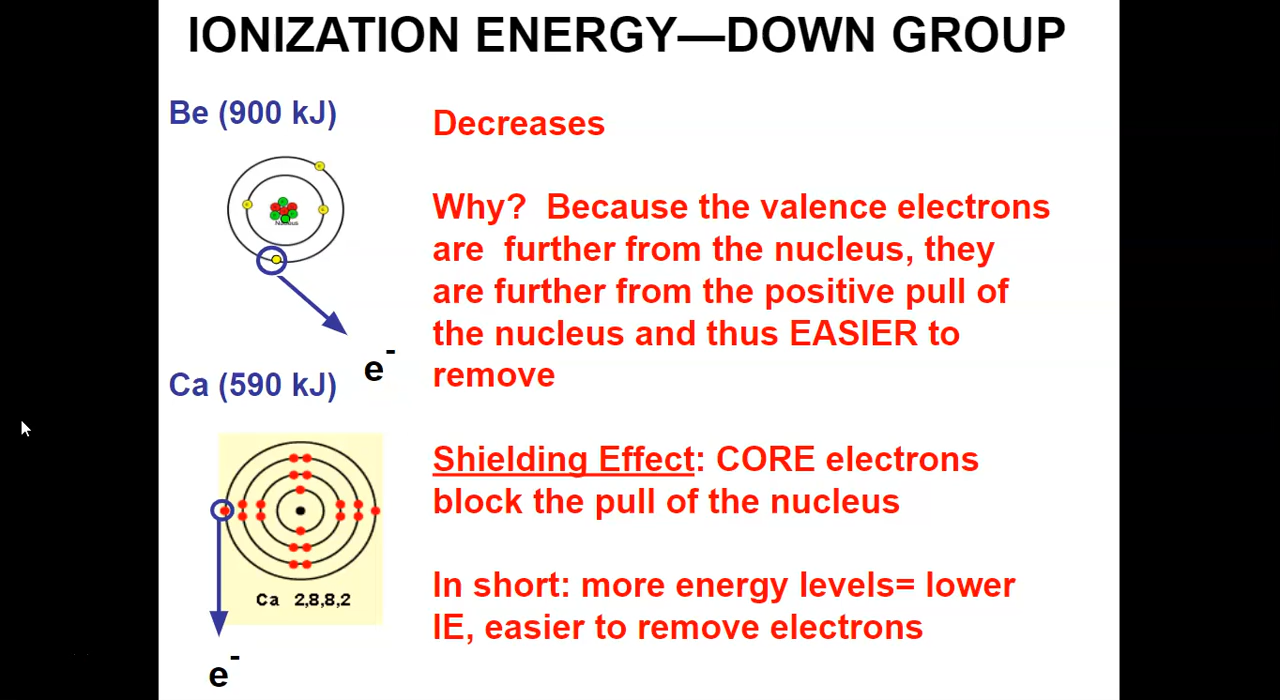 IONIZATION ENERGY—DOWN GROUP
Be (900 kJ)
Nucleus
e-
Ca (590 kJ)
Ca 2,8,8,2
e-
Decreases
Why? Because the valence electrons
are further from the nucleus, they
are further from the positive pull of
the nucleus and thus EASIER to
remove
Shielding Effect: CORE electrons
block the pull of the nucleus
In short: more energy levels= lower
IE, easier to remove electrons